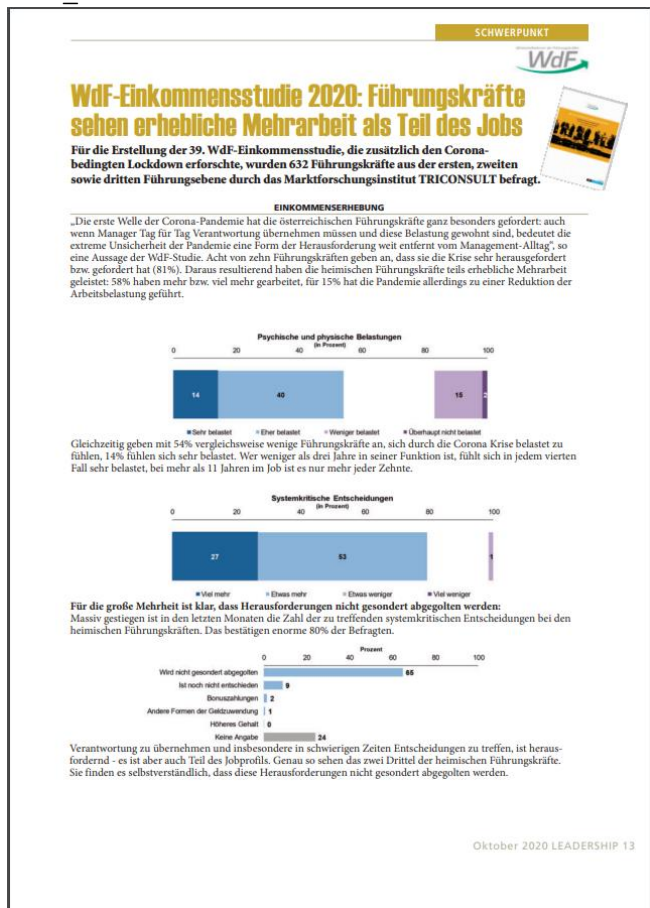 SCHWERPUNKT
WdF
WdF-Einkommensstudie 2020: Führungskräfte
sehen erhebliche Mehrarbeit als Teil des Jobs
Für die Erstellung der 39. WdF-Einkommensstudie, die zusätzlich den Corona-
bedingten Lockdown erforschte, wurden 632 Führungskräfte aus der ersten, zweiten
sowie dritten Führungsebene durch das Marktforschungsinstitut TRICONSULT befragt.
EINKOMMENSERHEBUNG
„Die erste Welle der Corona-Pandemie hat die österreichischen Führungskräfte ganz besonders gefordert: auch
wenn Manager Tag für Tag Verantwortung übernehmen müssen und diese Belastung gewohnt sind, bedeutet die
extreme Unsicherheit der Pandemie eine Form der Herausforderung weit entfernt vom Management-Alltag“, so
eine Aussage der WdF-Studie. Acht von zehn Führungskräften geben an, dass sie die Krise sehr herausgefordert
bzw. gefordert hat (81%). Daraus resultierend haben die heimischen Führungskräfte teils erhebliche Mehrarbeit
geleistet: 58% haben mehr bzw. viel mehr gearbeitet, für 15% hat die Pandemie allerdings zu einer Reduktion der
Arbeitsbelastung geführt.
Psychische und physische Belastungen
(in Prozent)
0 20 40 60 80 100
14 40 15 2
Sehr belastet Eher belastet Weniger belastet Überhaupt nicht belastet
Gleichzeitig geben mit 54% vergleichsweise wenige Führungskräfte an, sich durch die Corona Krise belastet zu
fühlen, 14% fühlen sich sehr belastet. Wer weniger als drei Jahre in seiner Funktion ist, fühlt sich in jedem vierten
Fall sehr belastet, bei mehr als 11 Jahren im Job ist es nur mehr jeder Zehnte.
Systemkritische Entscheidungen
(in Prozent)
0 20 40 60 80 100
27 53 1
Viel mehr Etwas mehr Etwas weniger Viel weniger
Für die große Mehrheit ist klar, dass Herausforderungen nicht gesondert abgegolten werden:
Massiv gestiegen ist in den letzten Monaten die Zahl der zu treffenden systemkritischen Entscheidungen bei den
heimischen Führungskräften. Das bestätigen enorme 80% der Befragten.
Prozent
0 20 40 60 80 100
Wird nicht gesondert abgegolten 65
Ist noch nicht entschieden 9
Bonuszahlungen 2
Andere Formen der Geldzuwendung 1
Höheres Gehalt 0
Keine Angabe 24
Verantwortung zu übernehmen und insbesondere in schwierigen Zeiten Entscheidungen zu treffen, ist heraus-
fordernd - es ist aber auch Teil des Jobprofils. Genau so sehen das zwei Drittel der heimischen Führungskräfte.
Sie finden es selbstverständlich, dass diese Herausforderungen nicht gesondert abgegolten werden.
Oktober 2020 LEADERSHIP 13